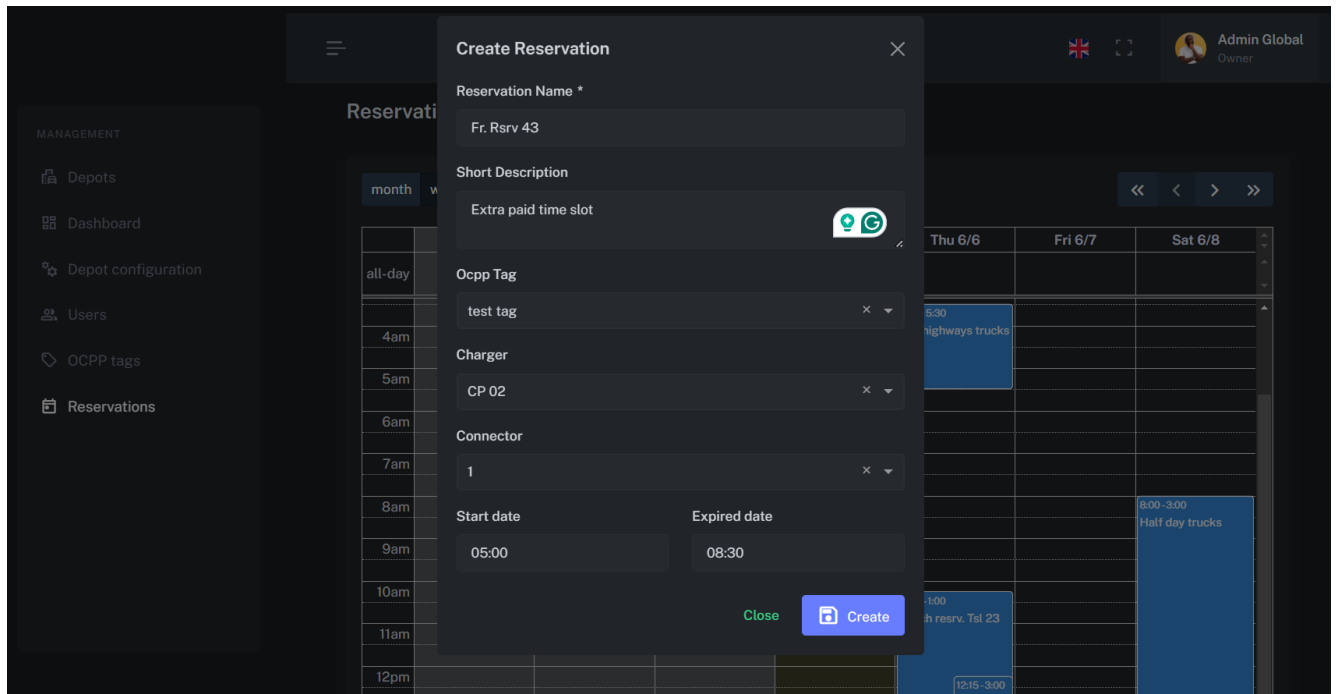 Create Reservation
Admin Global
Owner
Reservation Name *
Fr. Rsrv 43
Reservati
MANAGEMENT
Depots
Dashboard
Depot configuration
Users
OCPP tags
Reservations
Short Description
Extra paid time slot
month w
Thu 6/6 Fri 6/7 Sat 6/8
all-day
Ocpp Tag
test tag
5:30
highways trucks
4am
5am
6am
7am
8am
9am
10am
11am
12pm
Charger
CP 02
Connector
1
8:00 - 3:00
Half day trucks
Start date Expired date
05:00 08:30
-1:00
h resrv. Tsl 23
Close Create
12:15 - 3:00